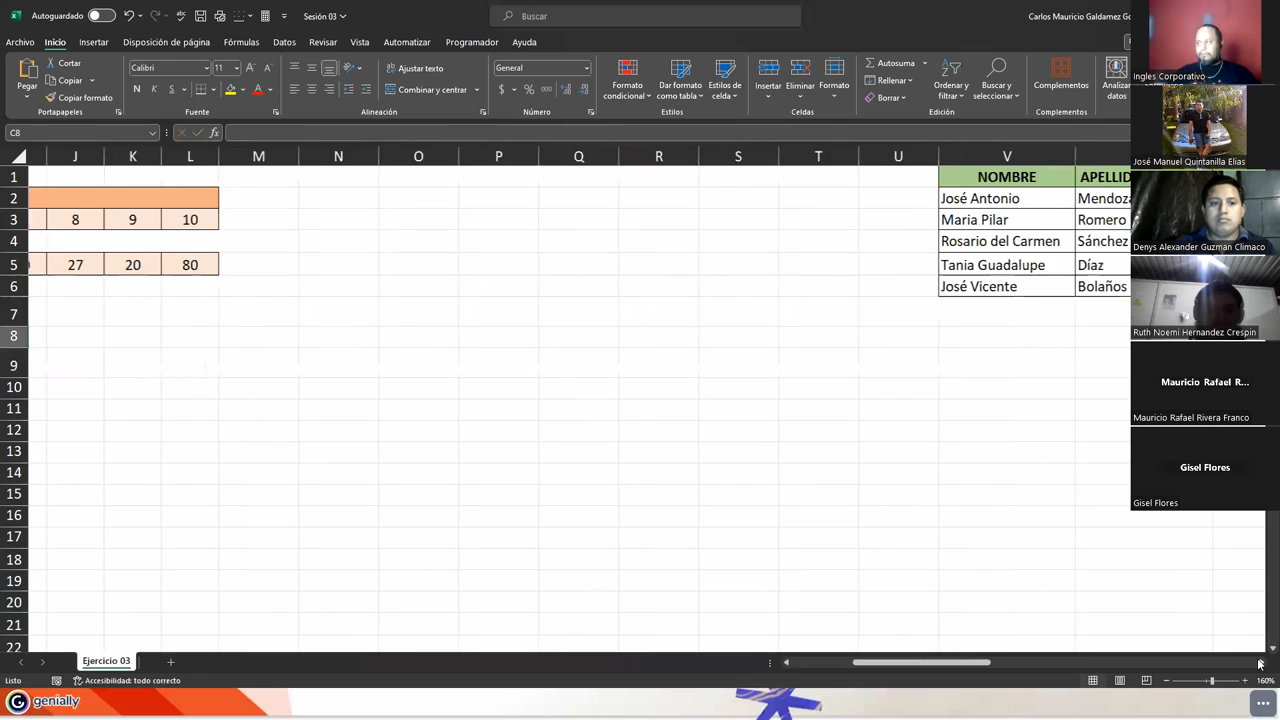 Autoguardado
Sesión 03
Buscar
Carlos Mauricio Galdamez Go
Archivo Inicio Insertar Disposición de página Fórmulas Datos Revisar Vista Automatizar Programador Ayuda
Pegar
Cortar
Copiar
Copiar formato
Portapapeles
Calibri 11
N K S
Fuente
Ajustar texto
Combinar y centrar
Alineación
General
$ % 000
Número
Formato condicional
Dar formato como tabla
Estilos de celda
Estilos
Insertar Eliminar Formato
Celdas
Autosuma
Rellenar
Borrar
Ordenar y filtrar
Buscar y seleccionar
Edición
Complementos
Complementos
Analizar datos
C8
fx
J K L M N O P Q R S T U V
1 NOMBRE APELLID
2 José Antonio Mendoza
3 8 9 10 Maria Pilar Romero
4 Rosario del Carmen Sánchez
5 27 20 80 Tania Guadalupe Díaz
6 José Vicente Bolaños
7
8
9
10
11
12
13
14
15
16
17
18
19
20
21
22
Ejercicio 03
Listo
Accesibilidad: todo correcto
160%
genially
Ingles Corporativo
José Manuel Quintanilla Elias
Denys Alexander Guzman Climaco
Ruth Noemi Hernandez Crespin
Mauricio Rafael R...
Mauricio Rafael Rivera Franco
Gisel Flores
Gisel Flores